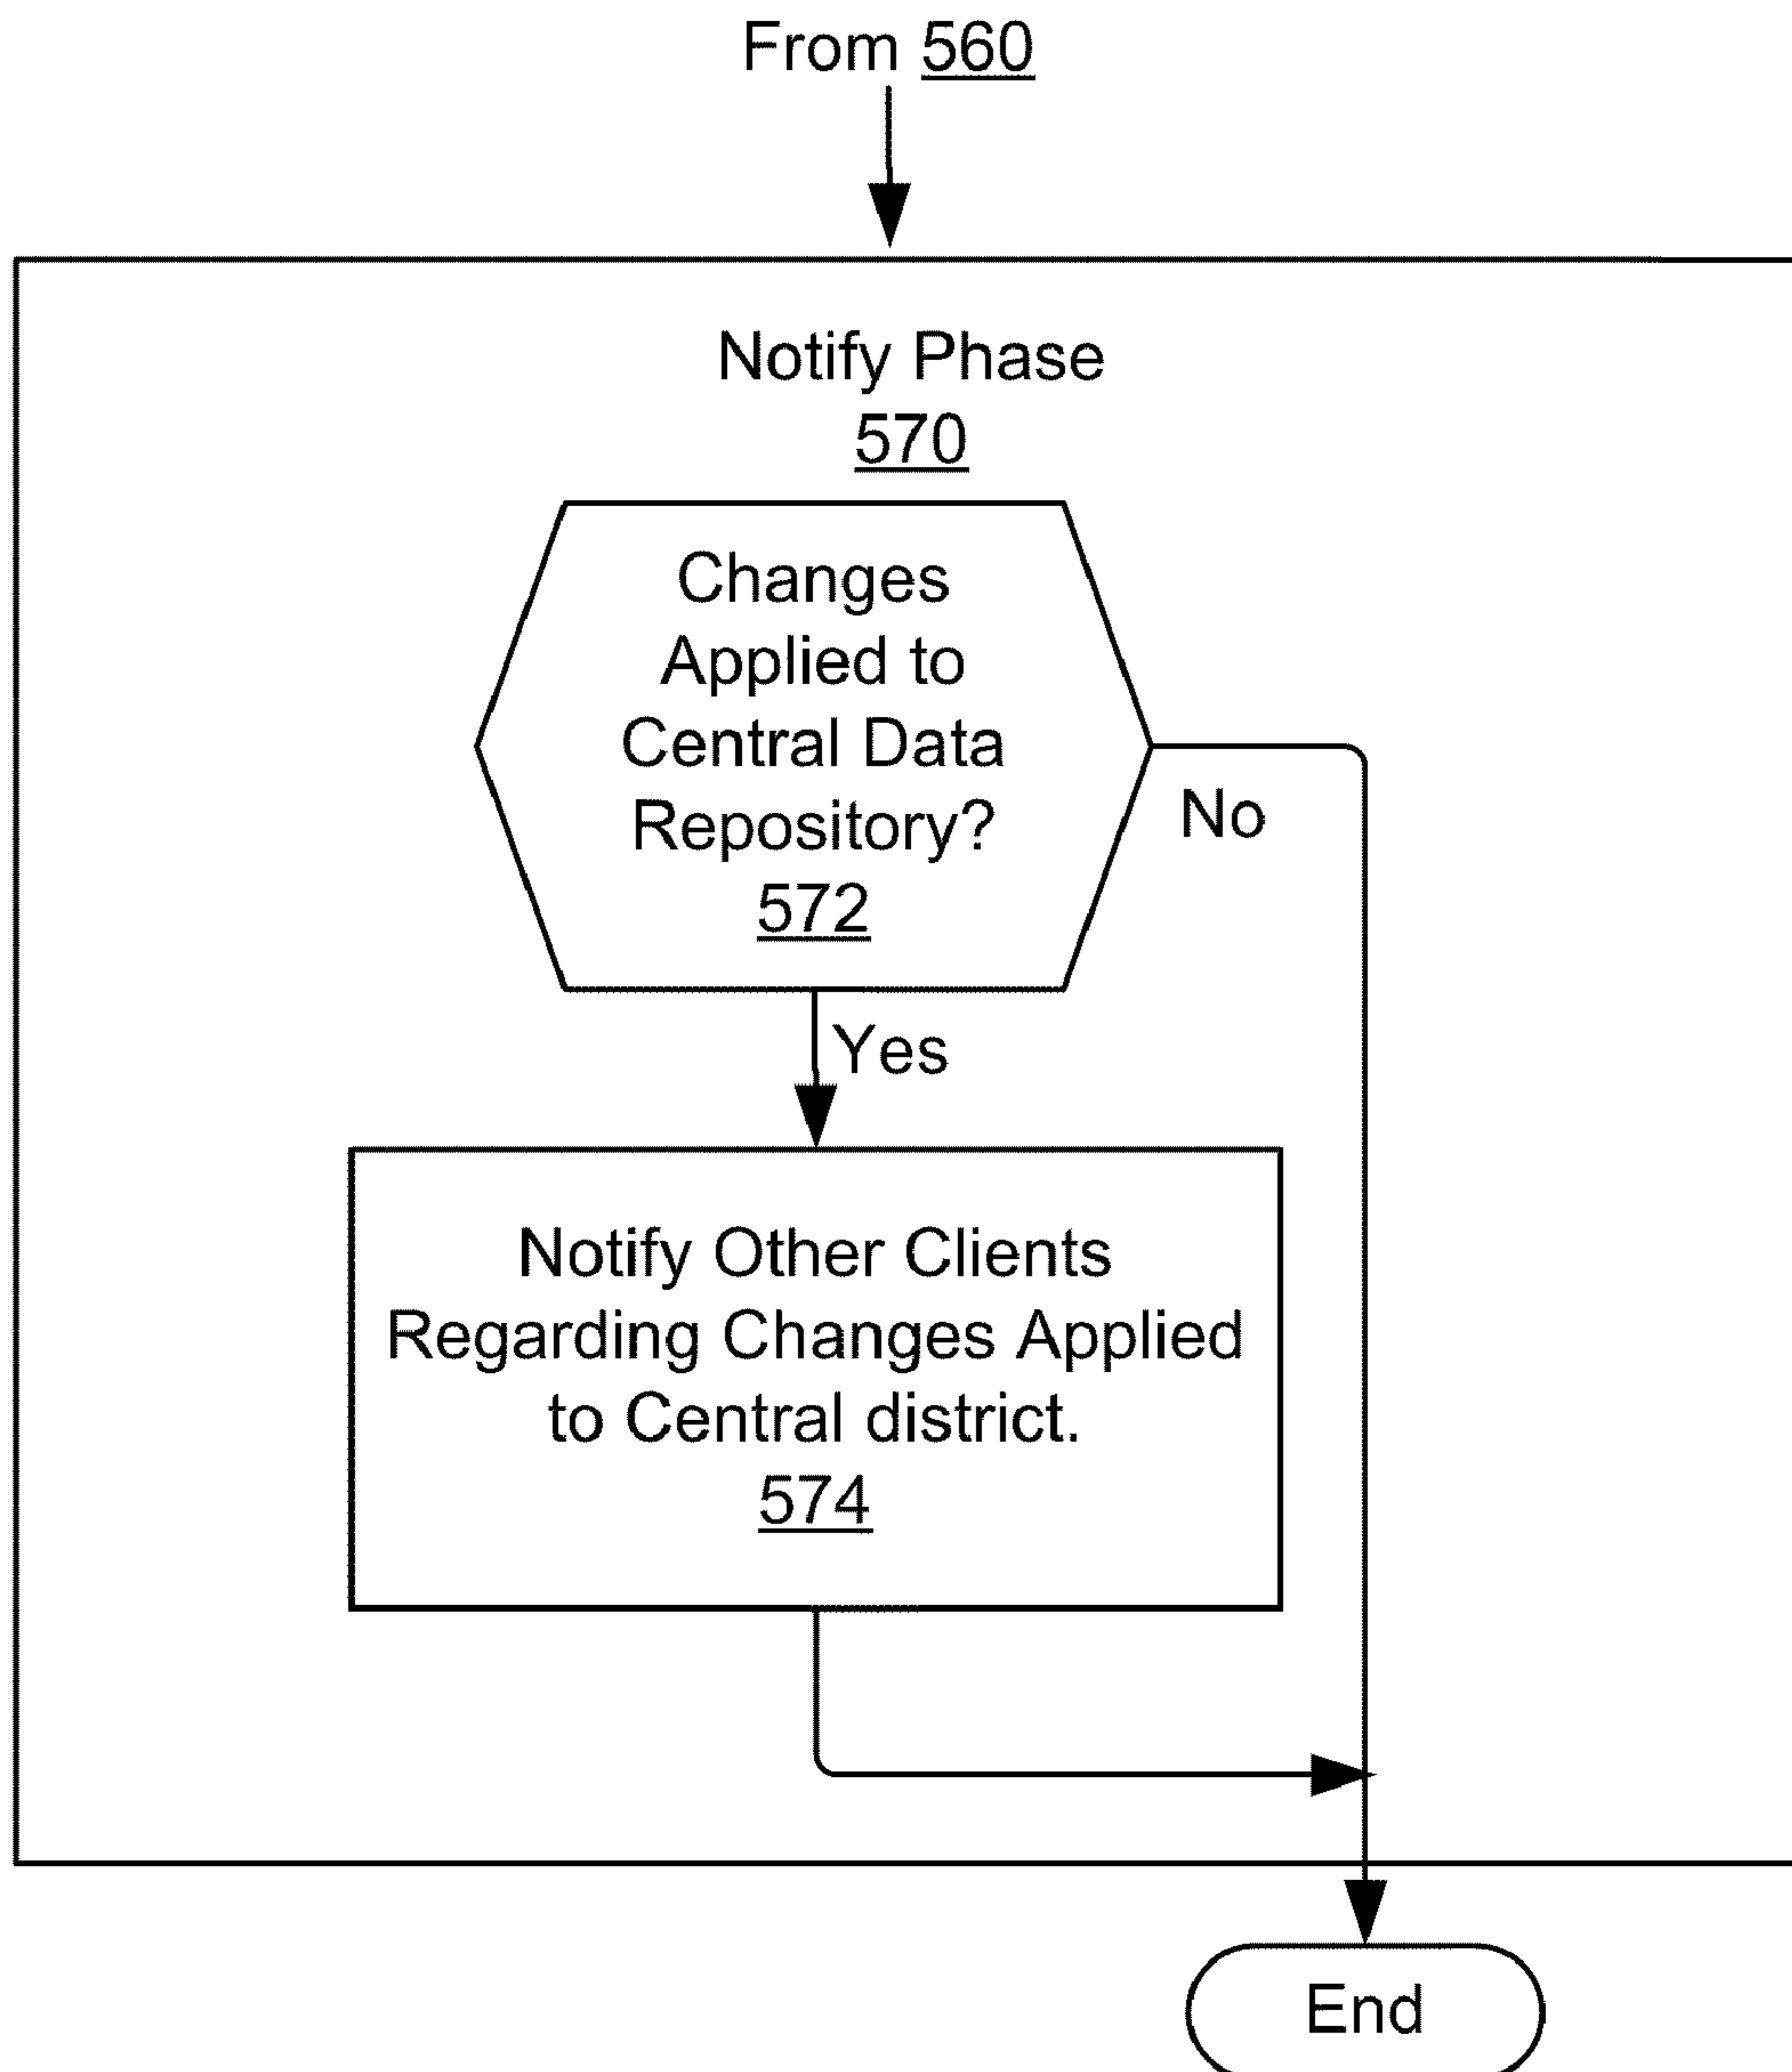 From 560
Notify Phase
570
Changes
Applied to
Central Data
Repository?
572
No
Yes
Notify Other Clients
Regarding Changes Applied
to Central district.
574
End